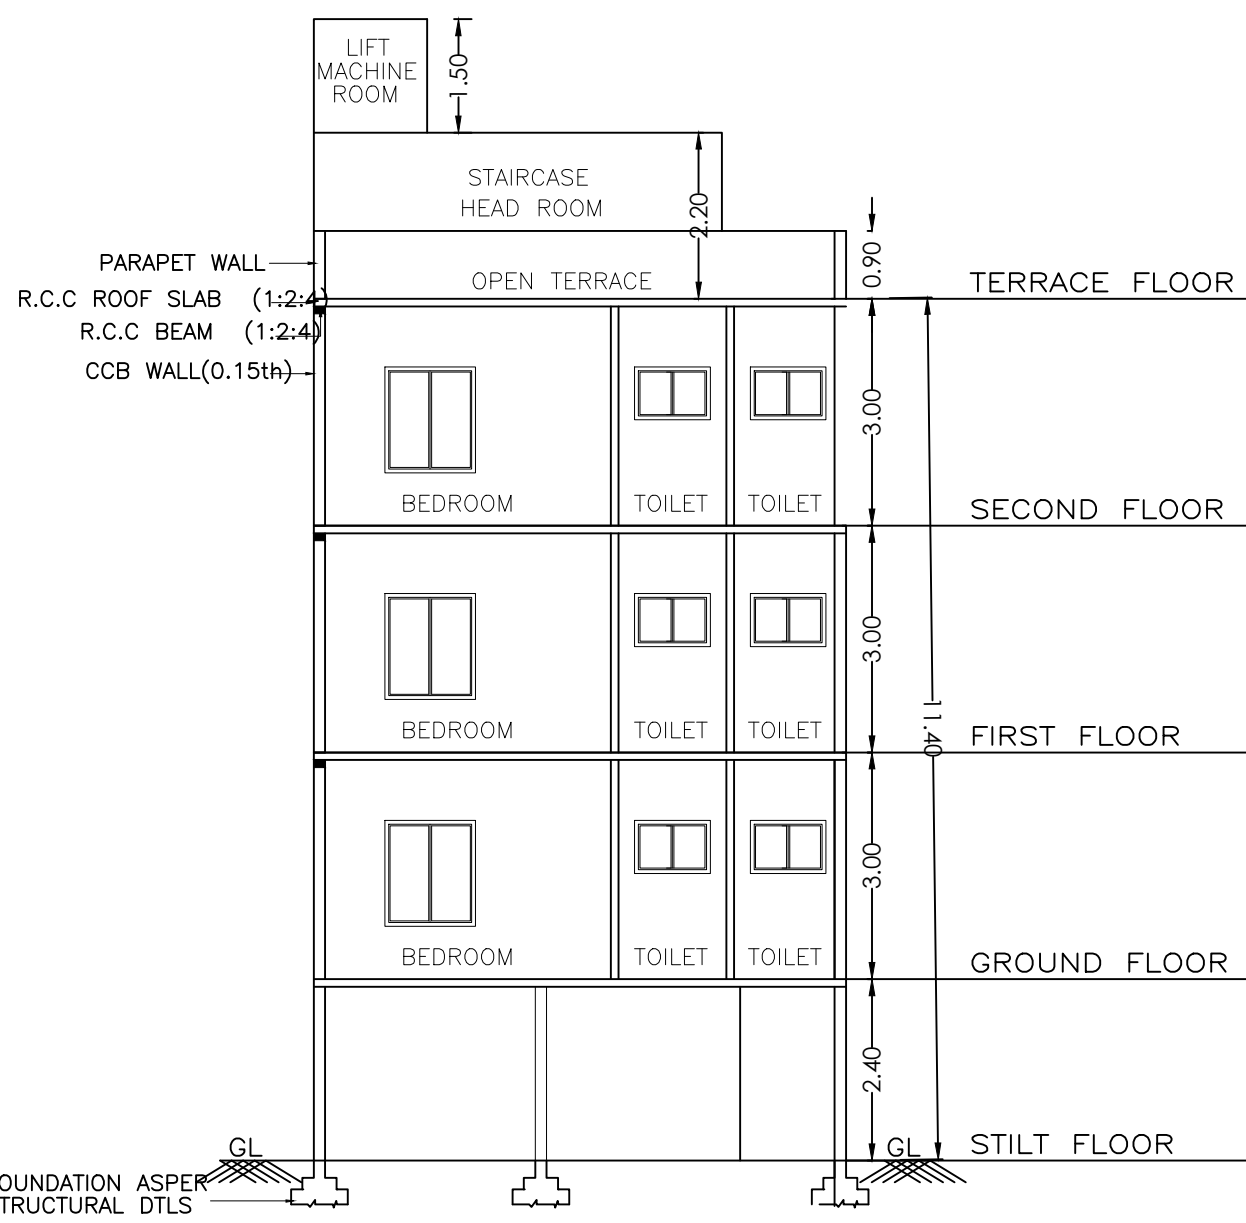 LIFT
MACHINE
ROOM
1.50
STAIRCASE
HEAD ROOM
2.20
PARAPET WALL
0.90
OPEN TERRACE
TERRACE FLOOR
R.C.C ROOF SLAB (1:2:4)
R.C.C BEAM (1:2:4)
CCB WALL(0.15th)
3.00
BEDROOM TOILET TOILET
SECOND FLOOR
3.00
11.40
BEDROOM TOILET TOILET
FIRST FLOOR
3.00
BEDROOM TOILET TOILET
GROUND FLOOR
2.40
GL
GL
STILT FLOOR
OUNDATION ASPER
TRUCTURAL DTLS